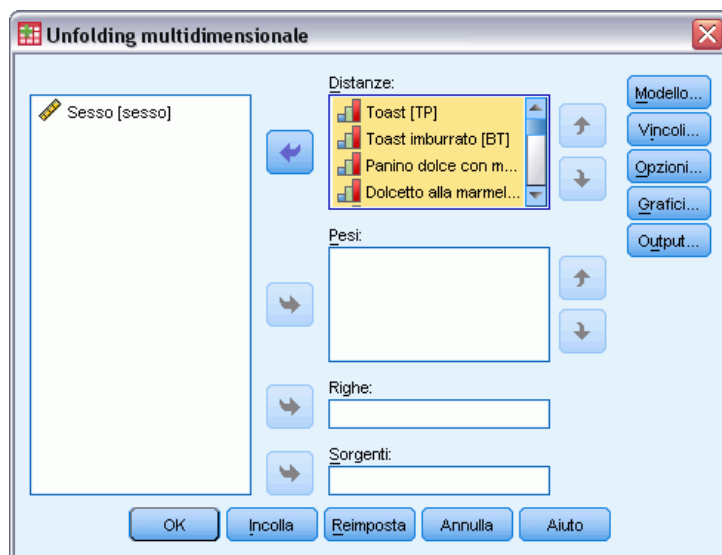 Unfolding multidimensionale
Sesso [sesso]
Distanze:
Toast [TP]
Toast imburrato [BT]
Panino dolce con m...
Dolcetto alla marmel...
Pesi:
Righe:
Sorgenti:
Modello...
Vincoli...
Opzioni...
Grafici...
Output...
OK
Incolla
Reimposta
Annulla
Aiuto